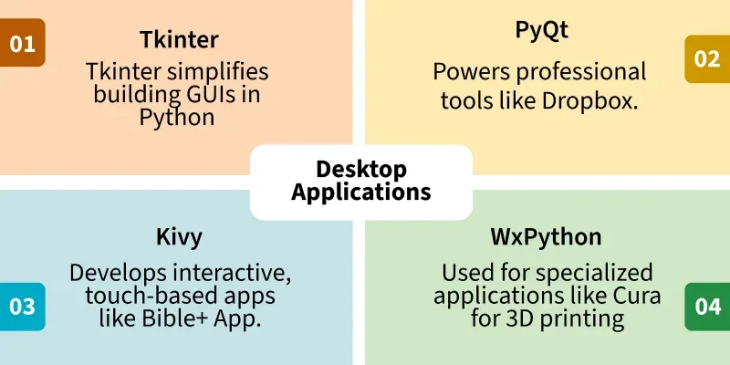 01
Tkinter
Tkinter simplifies
building GUIs in
Python
PyQt
02
Powers professional
tools like Dropbox.
Desktop
Applications
Kivy
Develops interactive,
touch-based apps
like Bible+ App.
03
WxPython
Used for specialized
applications like Cura
for 3D printing
04